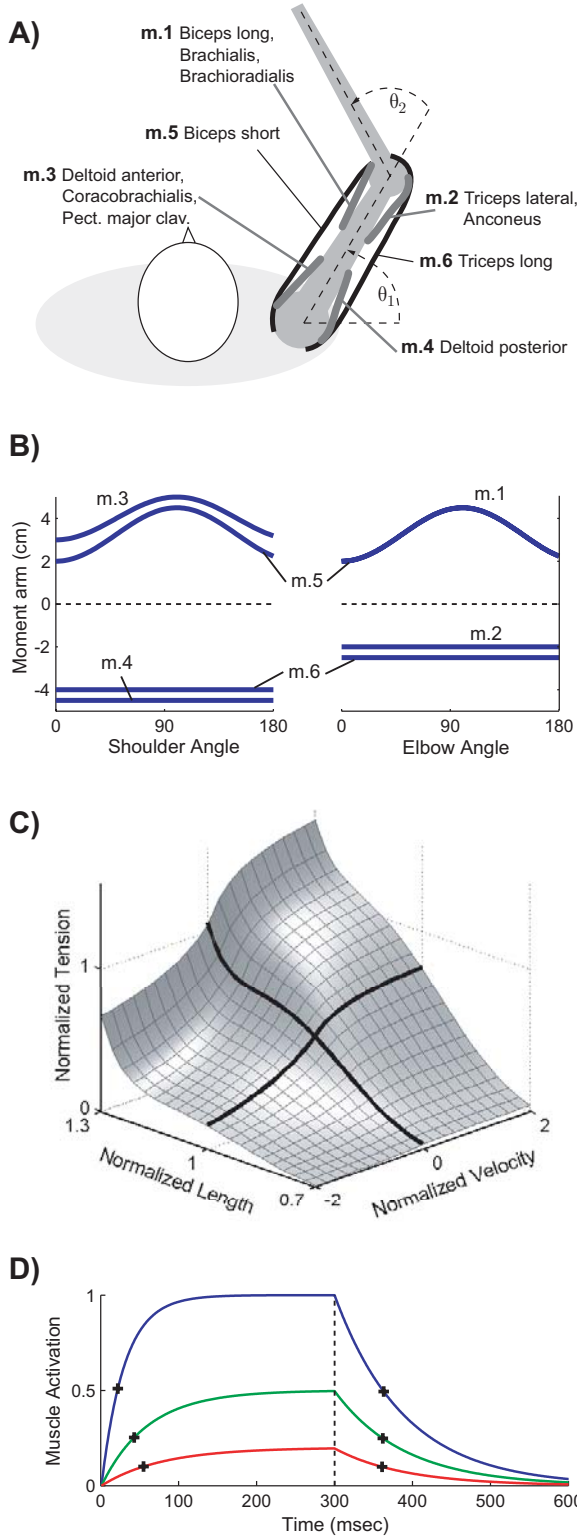 A)
m.1 Biceps long,
Brachialis,
Brachioradialis
θ2
m.5 Biceps short
m.3 Deltoid anterior,
Coracobrachialis,
Pect. major clav.
m.2 Triceps lateral,
Anconeus
m.6 Triceps long
θ1
m.4 Deltoid posterior
B)
Moment arm (cm)
4
2
0
-2
-4
m.3
m.1
m.5
m.2
m.4
m.6
0 90 180
0 90 180
Shoulder Angle
Elbow Angle
C)
Normalized Tension
1
0
1.3
1
0.7
Normalized Length
-2
0
2
Normalized Velocity
D)
Muscle Activation
1
0.5
0
0 100 200 300 400 500 600
Time (msec)